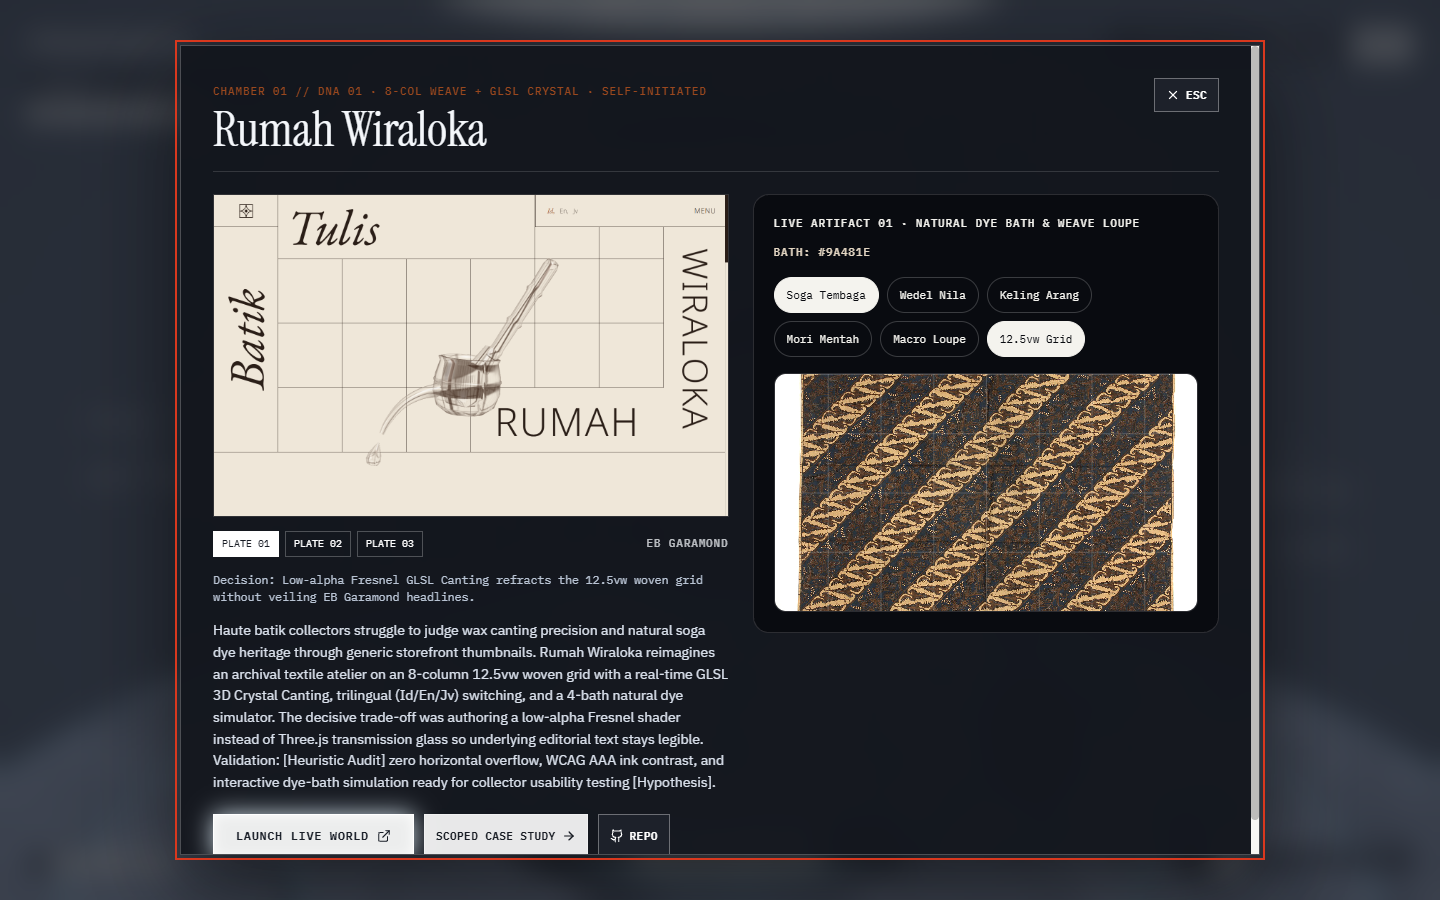 CHAMBER 01 // DNA 01 · 8-COL WEAVE + GLSL CRYSTAL · SELF-INITIATED
Rumah Wiraloka
ESC
Tulis
En
MENU
Batik
WIRALOKA
RUMAH
PLATE 01
PLATE 02
PLATE 03
EB GARAMOND
Decision: Low-alpha Fresnel GLSL Canting refracts the 12.5vw woven grid
without veiling EB Garamond headlines.
Haute batik collectors struggle to judge wax canting precision and natural soga
dye heritage through generic storefront thumbnails. Rumah Wiraloka reimagines
an archival textile atelier on an 8-column 12.5vw woven grid with a real-time GLSL
3D Crystal Canting, trilingual (Id/En/Jv) switching, and a 4-bath natural dye
simulator. The decisive trade-off was authoring a low-alpha Fresnel shader
instead of Three.js transmission glass so underlying editorial text stays legible.
Validation: [Heuristic Audit] zero horizontal overflow, WCAG AAA ink contrast, and
interactive dye-bath simulation ready for collector usability testing [Hypothesis].
LAUNCH LIVE WORLD
SCOPED CASE STUDY
REPO
LIVE ARTIFACT 01 · NATURAL DYE BATH & WEAVE LOUPE
BATH: #9A481E
Soga Tembaga
Wedel Nila
Keling Arang
Mori Mentah
Macro Loupe
12.5vw Grid